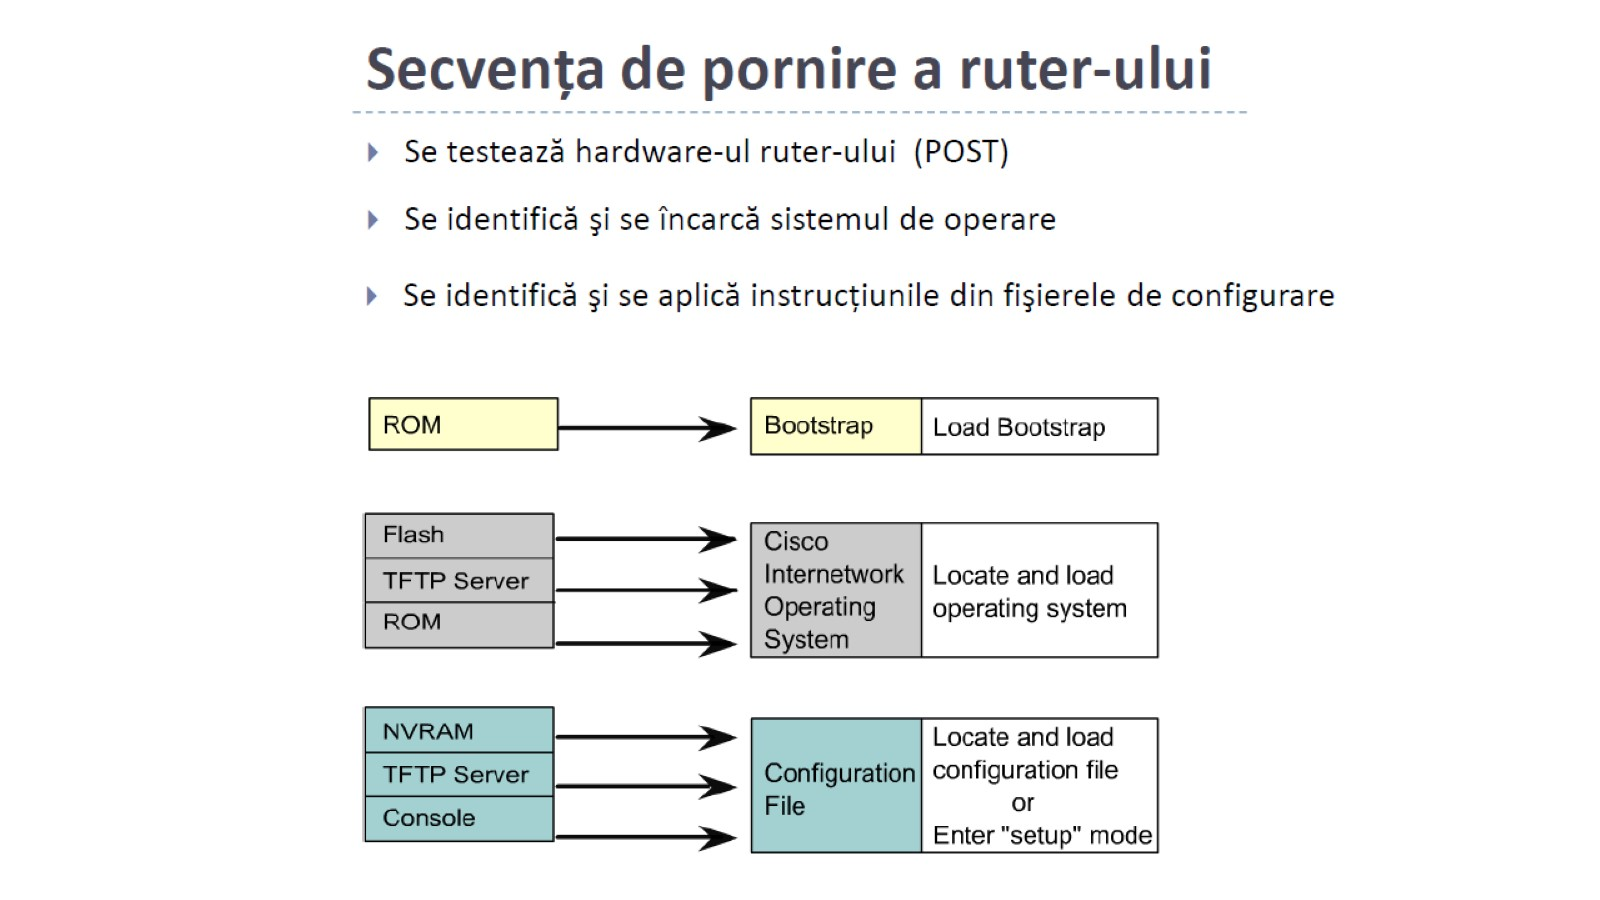 Secvența de pornire a ruter-ului
Se testează hardware-ul ruter-ului (POST)
Se identifică şi se încarcă sistemul de operare
Se identifică şi se aplică instrucțiunile din fişierele de configurare
ROM
Bootstrap
Load Bootstrap
Flash
TFTP Server
ROM
Cisco
Internetwork
Operating
System
Locate and load
operating system
NVRAM
TFTP Server
Console
Configuration
File
Locate and load
configuration file
or
Enter "setup" mode